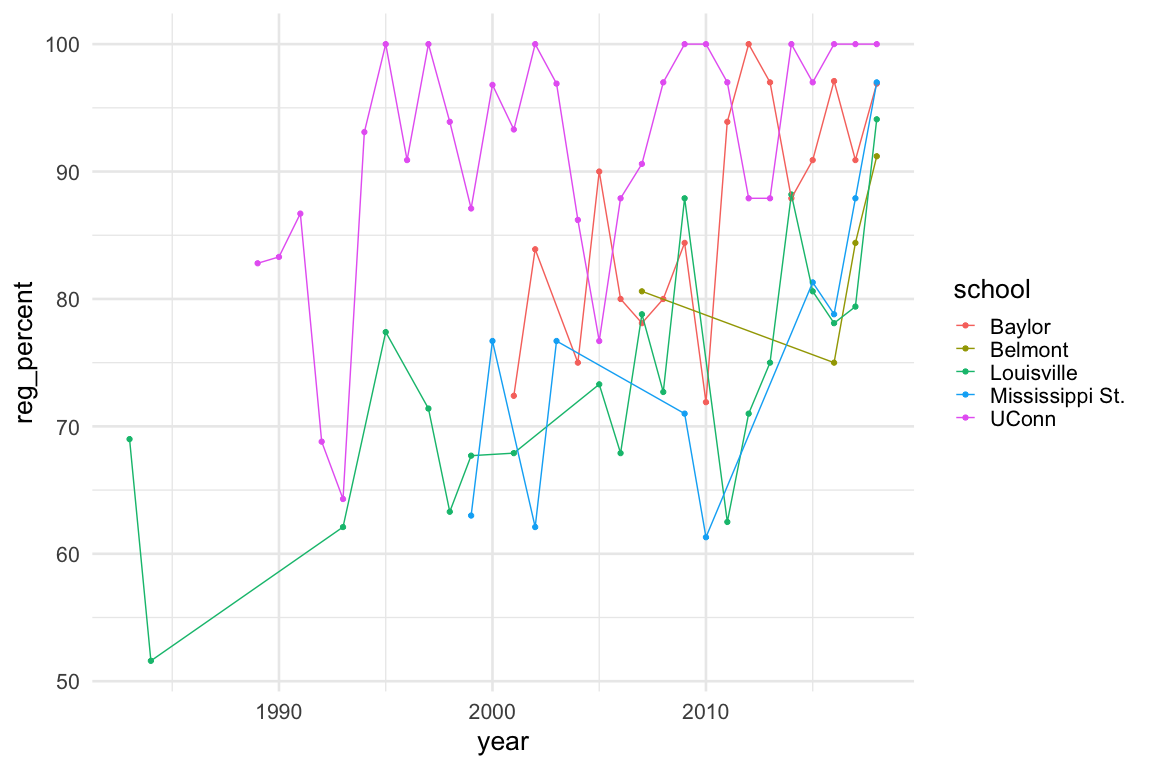 100
90
80
70
60
50
reg_percent
1990
2000
2010
year
school
Baylor
Belmont
Louisville
Mississippi St.
UConn